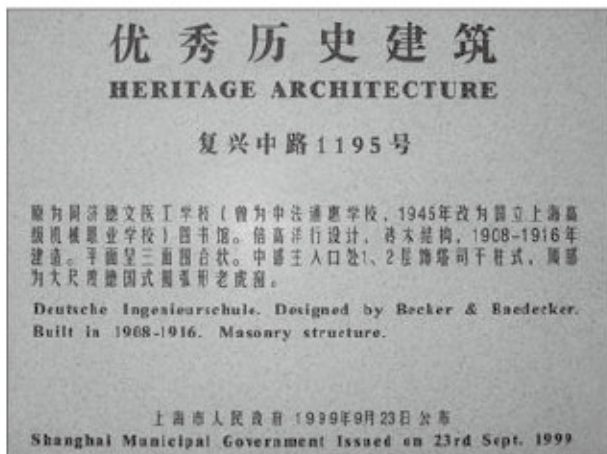 优秀历史建筑
HERITAGE ARCHITECTURE
复兴中路1195号
原为同济德文医工学校（曾为中法通惠学校，1945年改为国立上海高
级机械职业学校）图书馆。倍高洋行设计，砖木结构，1908-1916年
建造。平面呈三面围合状。中部主入口处1、2层饰塔司干柱式，顶部
为大尺度德国式圆弧形老虎窗。
Deutsche Ingenieurschule. Designed by Becker & Baedecker.
Built in 1908-1916. Masonry structure.
上海市人民政府 1999年9月23日公布
Shanghai Municipal Government Issued on 23rd Sept. 1999